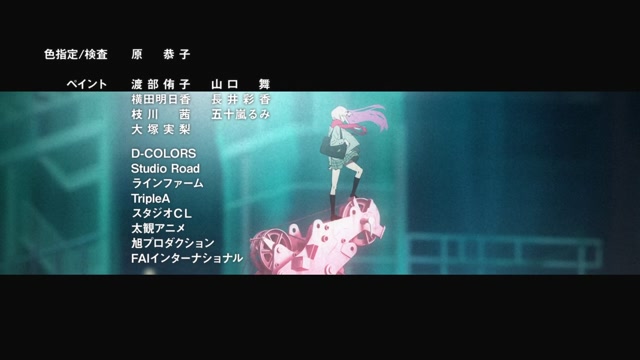 色指定/検査 原 恭子
ペイント 渡部侑子 山口 舞
横田明日香 長井彩香
枝川 茜 五十嵐るみ
大塚実梨
D-COLORS
Studio Road
ラインファーム
TripleA
スタジオCL
太観アニメ
旭プロダクション
FAIインターナショナル